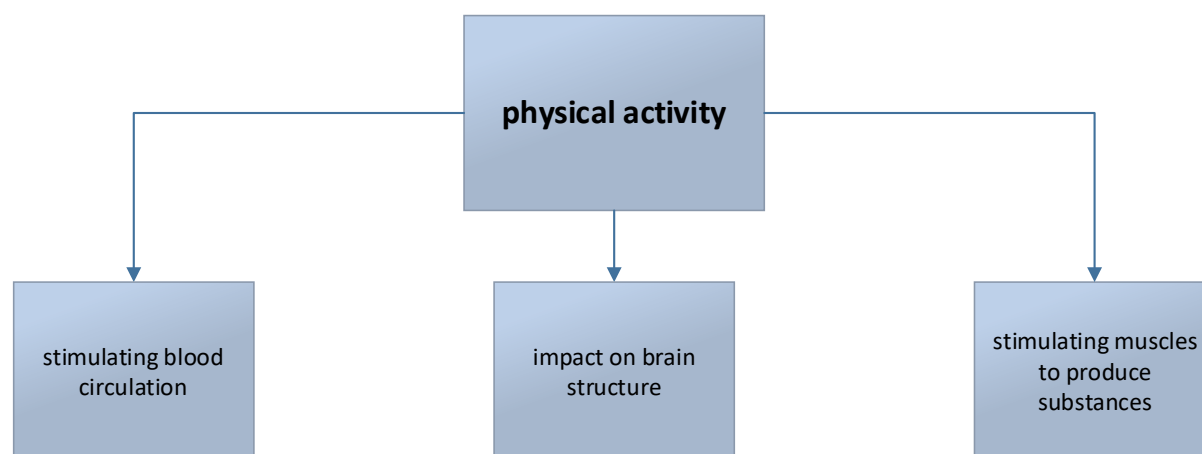 physical activity
stimulating blood
circulation
impact on brain
structure
stimulating muscles
to produce
substances